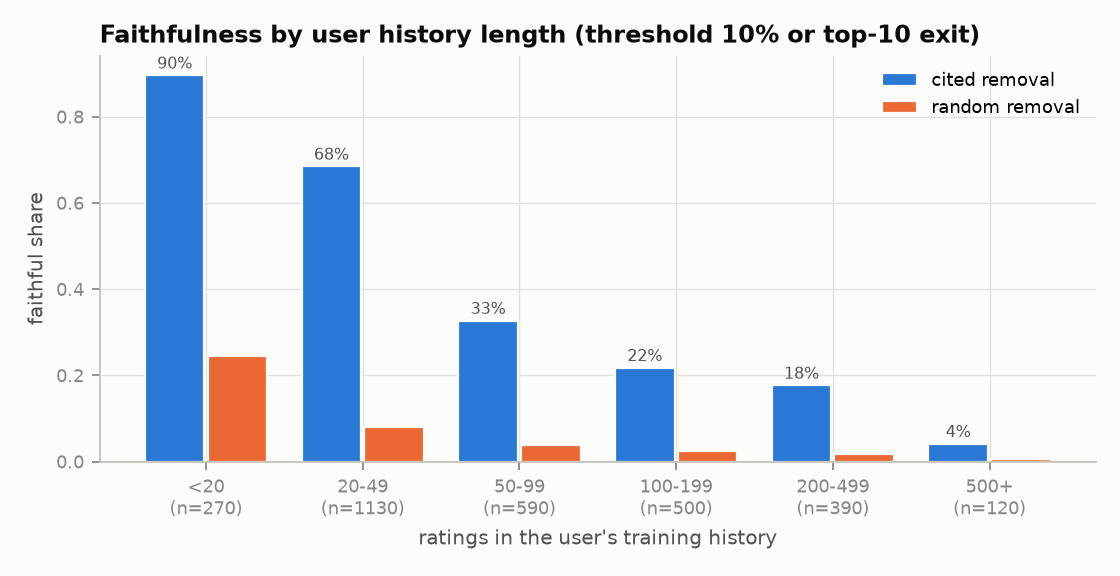 Faithfulness by user history length (threshold 10% or top-10 exit)
cited removal
random removal
90%
68%
33%
22%
18%
4%
faithful share
0.8
0.6
0.4
0.2
0.0
<20
(n=270)
20-49
(n=1130)
50-99
(n=590)
100-199
(n=500)
200-499
(n=390)
500+
(n=120)
ratings in the user's training history